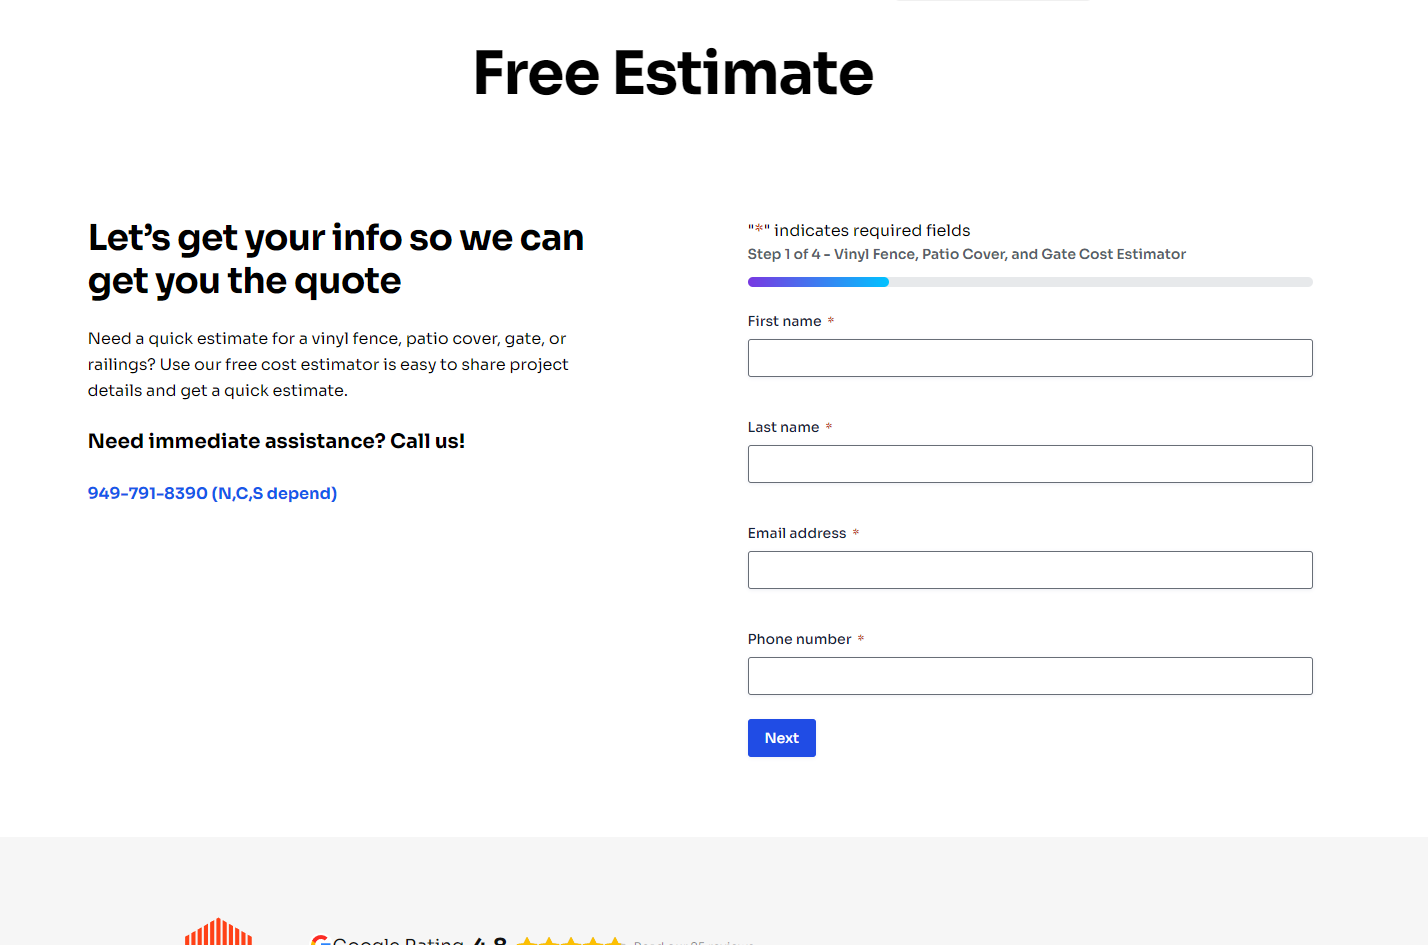 Free Estimate
Let’s get your info so we can
get you the quote
Need a quick estimate for a vinyl fence, patio cover, gate, or
railings? Use our free cost estimator is easy to share project
details and get a quick estimate.
Need immediate assistance? Call us!
949-791-8390 (N,C,S depend)
"*" indicates required fields
Step 1 of 4 - Vinyl Fence, Patio Cover, and Gate Cost Estimator
First name *
Last name *
Email address *
Phone number *
Next
Google Rating 4.8 Read our 95 reviews